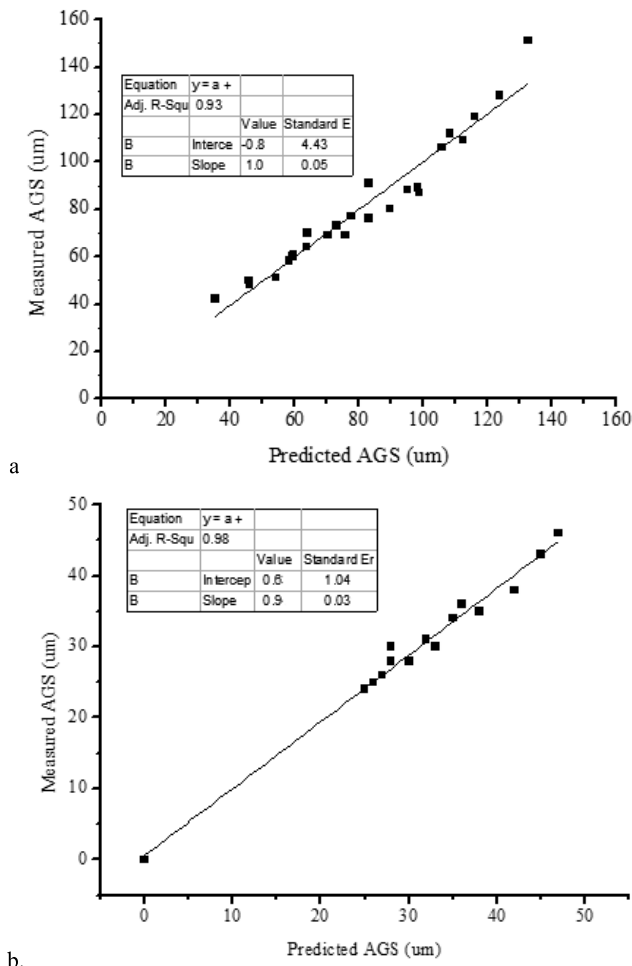 160
140
120
100
80
60
40
20
0
Measured AGS (um)
Equation y = a +
Adj. R-Squ 0.93
Value Standard E
B Interce -0.8 4.43
B Slope 1.0 0.05
0 20 40 60 80 100 120 140 160
Predicted AGS (um)
a
50
40
30
20
10
0
Measured AGS (um)
Equation y = a +
Adj. R-Squ 0.98
Value Standard Er
B Intercep 0.6 1.04
B Slope 0.9 0.03
0 10 20 30 40 50
Predicted AGS (um)
b.